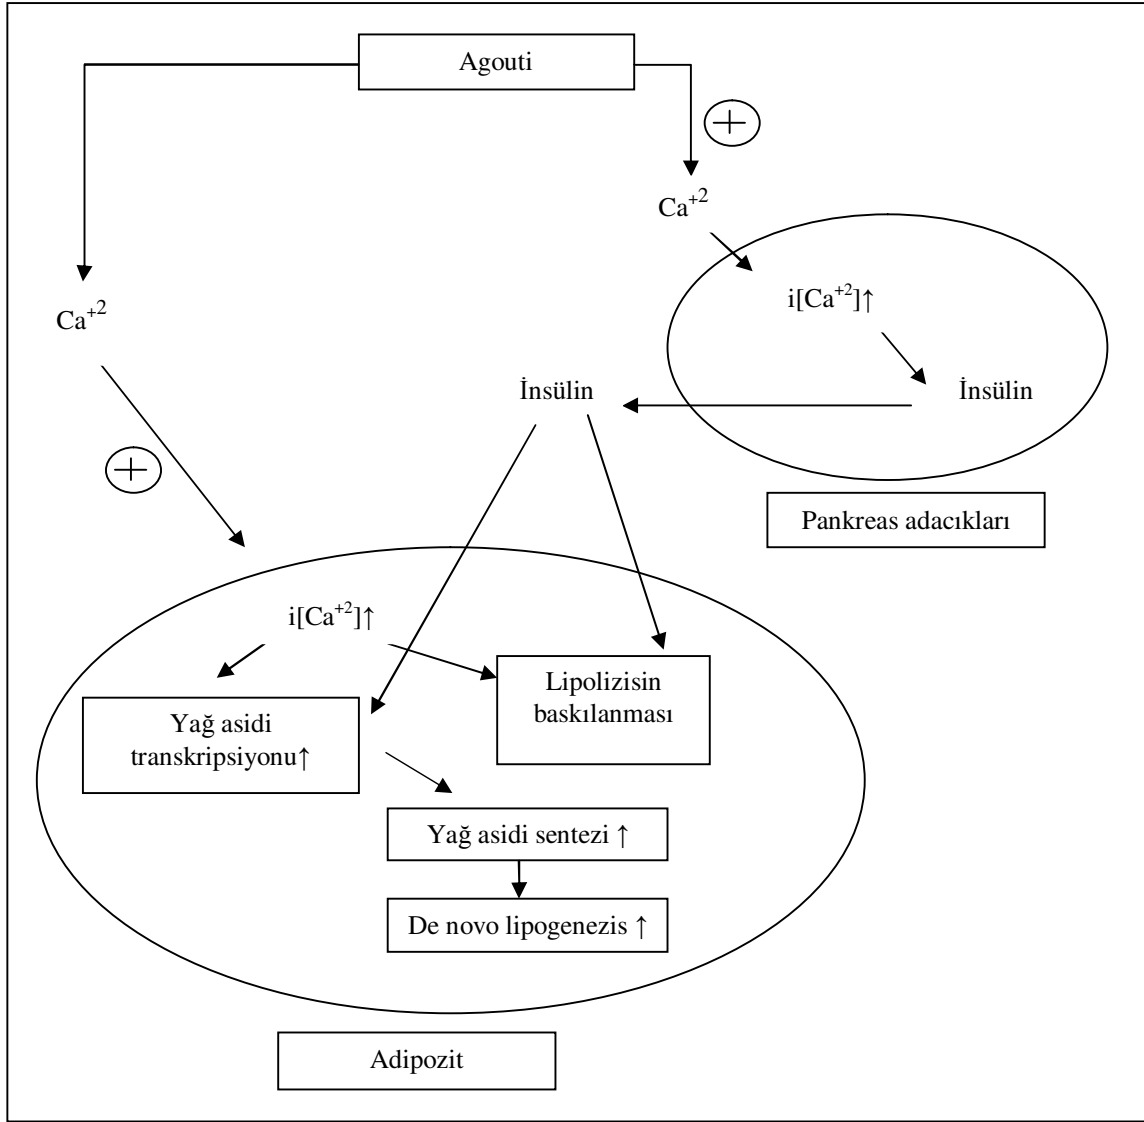 Agouti
Ca⁺²
i[Ca⁺²]↑
Ca⁺²
İnsülin
İnsülin
Pankreas adacıkları
i[Ca⁺²]↑
Lipolizisin
baskılanması
Yağ asidi
transkripsiyonu↑
Yağ asidi sentezi ↑
De novo lipogenezis ↑
Adipozit